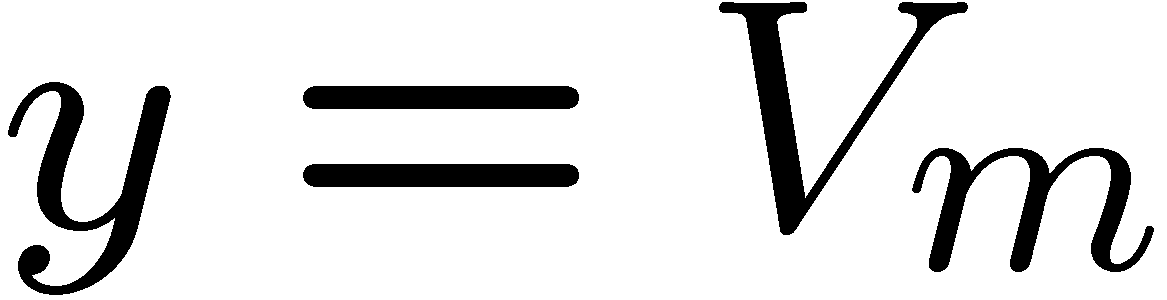 y = V_m